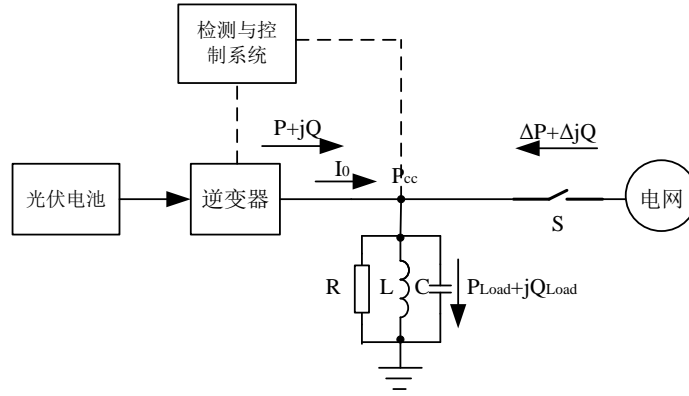 检测与控
制系统
P+jQ
ΔP+ΔjQ
I0
Pcc
光伏电池
逆变器
电网
S
R
L
C
PLoad+jQLoad